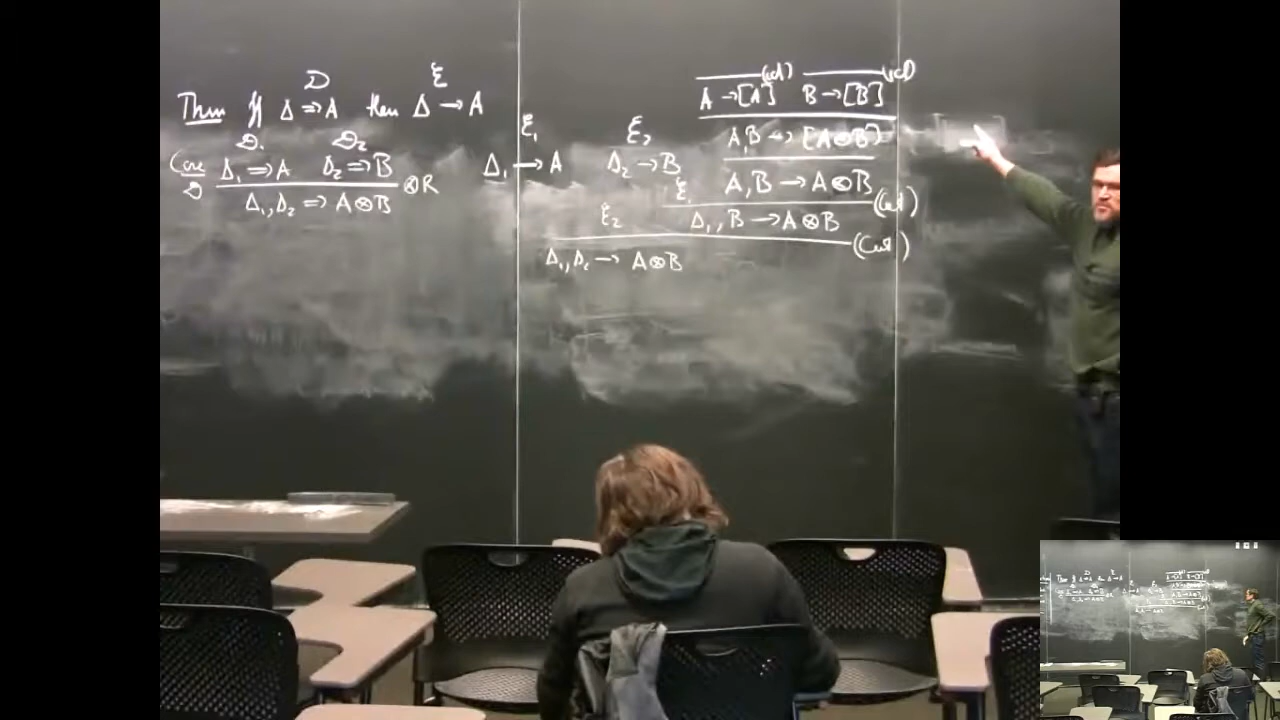 D ℰ
Thm If Δ ⇒ A then Δ → A
D₁ D₂
Case Δ₁ ⇒ A Δ₂ ⇒ B
D Δ₁, Δ₂ ⇒ A ⊗ B ⊗R
ℰ₁ ℰ₂
Δ₁ → A Δ₂ → B
(id) (id)
A → [A] B → [B]
A, B → [A ⊗ B]
A, B → A ⊗ B
ℰ₁ (cut)
ℰ₂ Δ₁, B → A ⊗ B
(cut)
Δ₁, Δ₂ → A ⊗ B